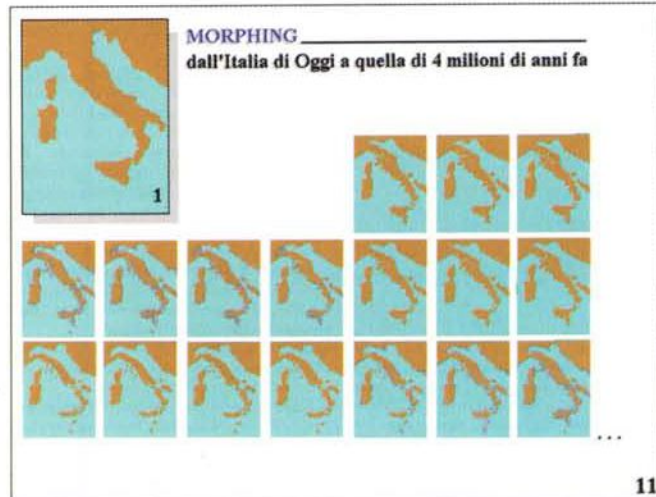 MORPHING
dall'Italia di Oggi a quella di 4 milioni di anni fa
1
...
11